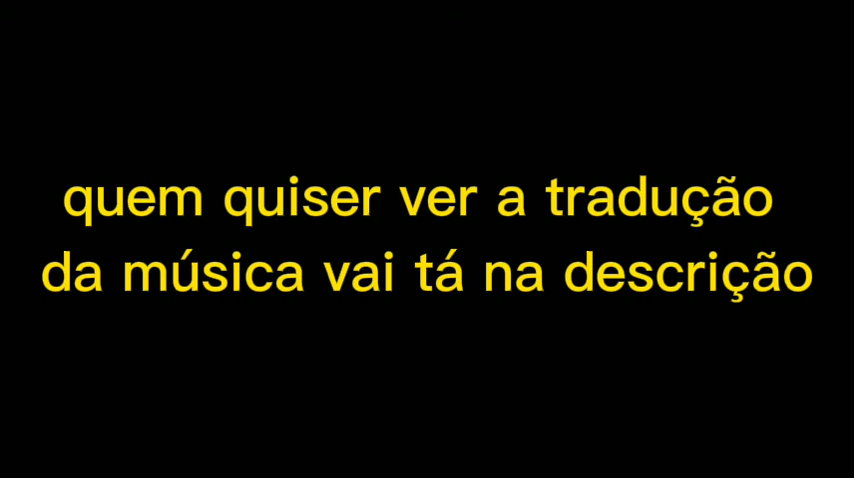 quem quiser ver a tradução
da música vai tá na descrição